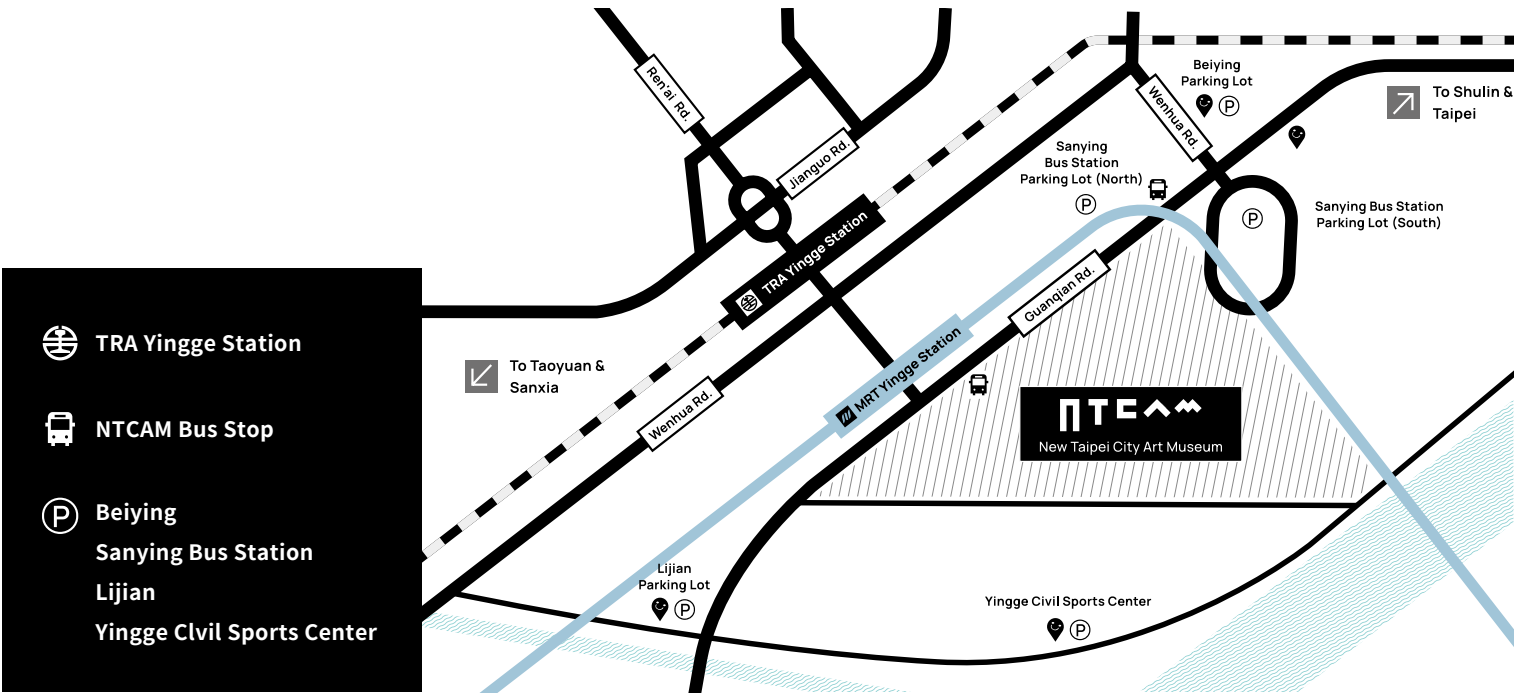 TRA Yingge Station
NTCAM Bus Stop
P
Beiying
Sanying Bus Station
Lijian
Yingge CIvil Sports Center
Ren'ai Rd.
Jianguo Rd.
TRA Yingge Station
To Taoyuan &
Sanxia
Wenhua Rd.
MRT Yingge Station
Guanqian Rd.
Sanying
Bus Station
Parking Lot (North)
P
Wenhua Rd.
Beiying
Parking Lot
P
To Shulin &
Taipei
P
Sanying Bus Station
Parking Lot (South)
NTCAM
New Taipei City Art Museum
Lijian
Parking Lot
P
Yingge Civil Sports Center
P